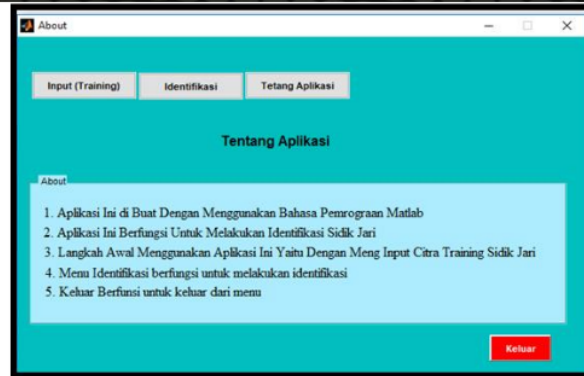 About
Input (Training)
Identifikasi
Tetang Aplikasi
Tentang Aplikasi
About
1. Aplikasi Ini di Buat Dengan Menggunakan Bahasa Pemrograan Matlab
2. Aplikasi Ini Berfungsi Untuk Melakukan Identifikasi Sidik Jari
3. Langkah Awal Menggunakan Aplikasi Ini Yaitu Dengan Meng Input Citra Training Sidik Jari
4. Menu Identifikasi berfungsi untuk melakukan identifikasi
5. Keluar Berfunsi untuk keluar dari menu
Keluar